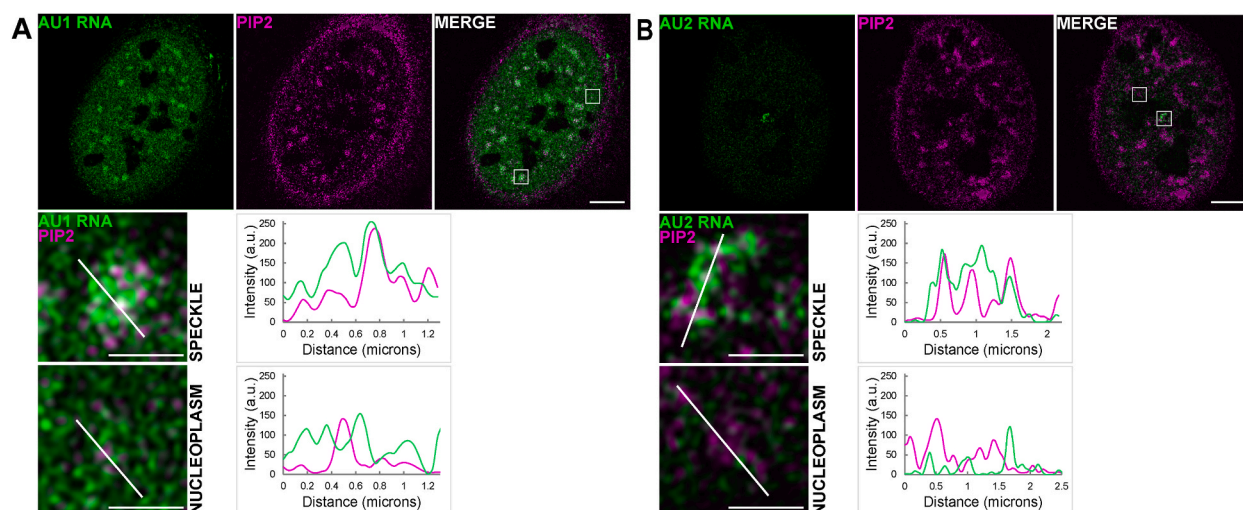 A
AU1 RNA
PIP2
MERGE
B
AU2 RNA
PIP2
MERGE
AU1 RNA
PIP2
SPECKLE
Intensity (a.u.)
250
200
150
100
50
0
0 0.2 0.4 0.6 0.8 1 1.2
Distance (microns)
AU2 RNA
PIP2
SPECKLE
Intensity (a.u.)
250
200
150
100
50
0
0 0.5 1 1.5 2
Distance (microns)
NUCLEOPLASM
Intensity (a.u.)
250
200
150
100
50
0
0 0.2 0.4 0.6 0.8 1 1.2
Distance (microns)
NUCLEOPLASM
Intensity (a.u.)
250
200
150
100
50
0
0 0.5 1 1.5 2 2.5
Distance (microns)